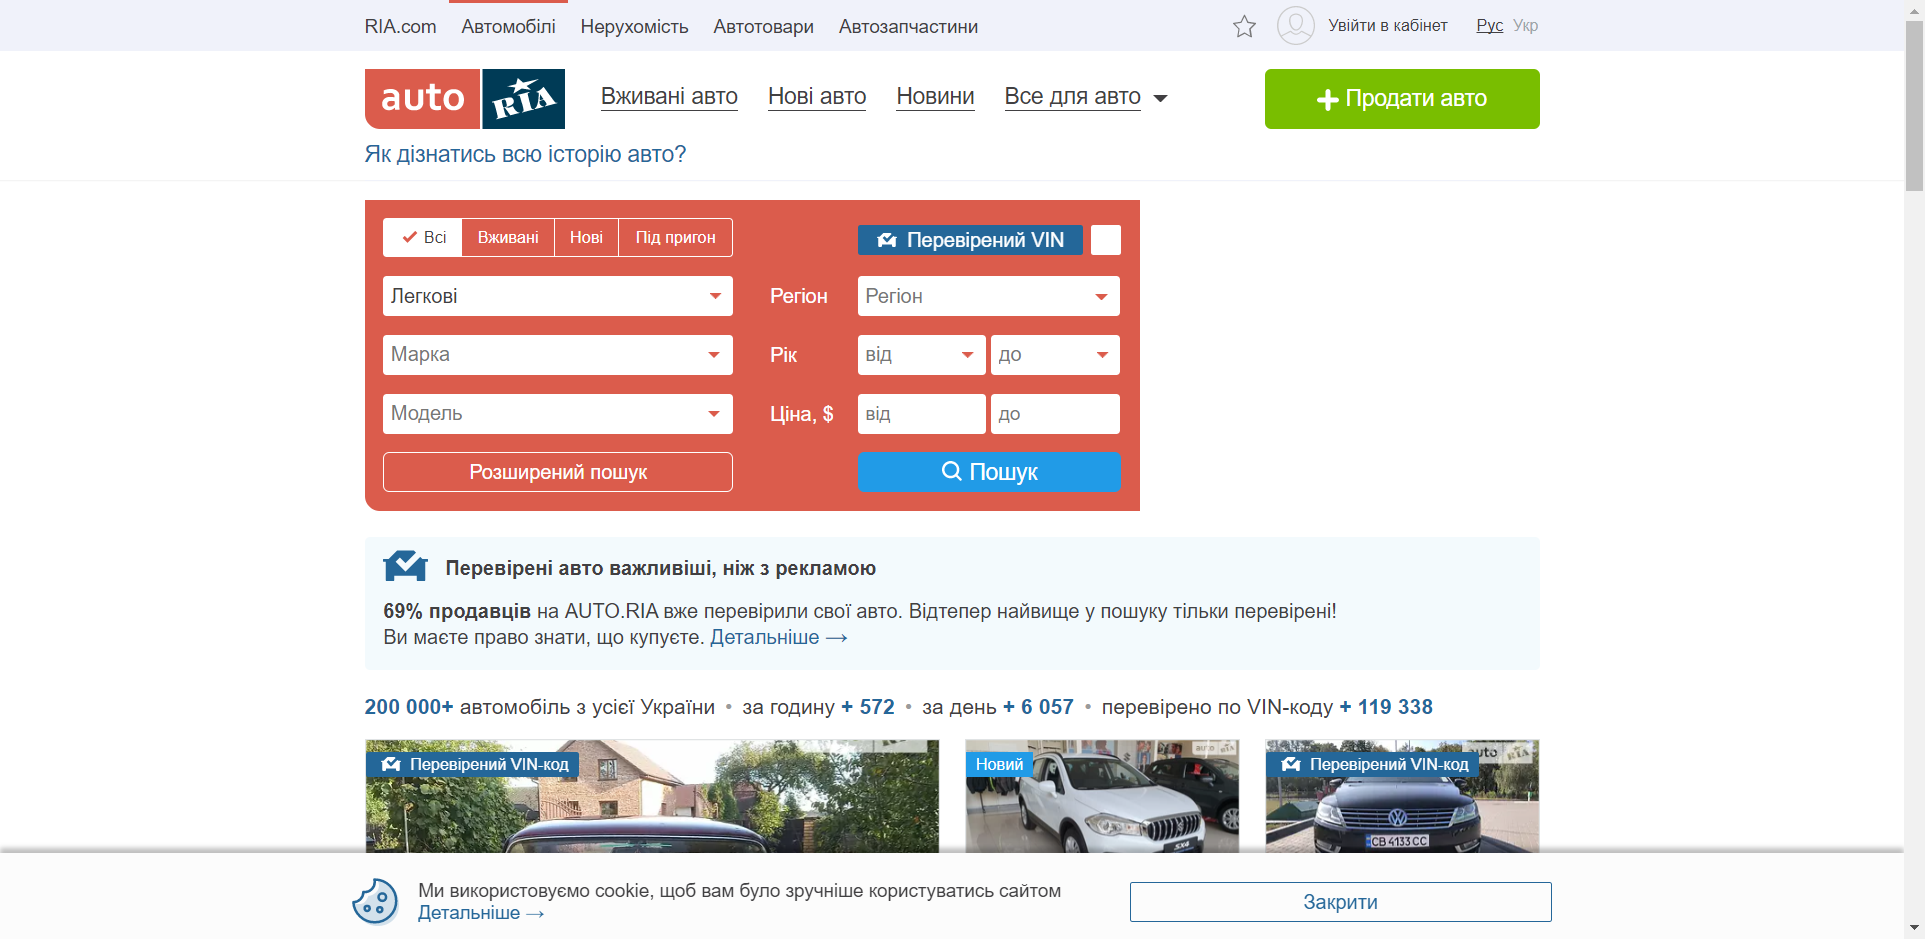 RIA.com Автомобілі Нерухомість Автотовари Автозапчастини Увійти в кабінет Рус Укр
auto RIA Вживані авто Нові авто Новини Все для авто Продати авто
Як дізнатись всю історію авто?
Всі Вживані Нові Під пригон Перевірений VIN
Легкові Регіон Регіон
Марка Рік від до
Модель Ціна, $ від до
Розширений пошук Пошук
Перевірені авто важливіші, ніж з рекламою
69% продавців на AUTO.RIA вже перевірили свої авто. Відтепер найвище у пошуку тільки перевірені!
Ви маєте право знати, що купуєте. Детальніше →
200 000+ автомобіль з усієї України • за годину + 572 • за день + 6 057 • перевірено по VIN-коду + 119 338
Перевірений VIN-код Новий auto RIA Перевірений VIN-код auto RIA
SX4 CB 4133 CC
Ми використовуємо cookie, щоб вам було зручніше користуватись сайтом
Детальніше →
Закрити